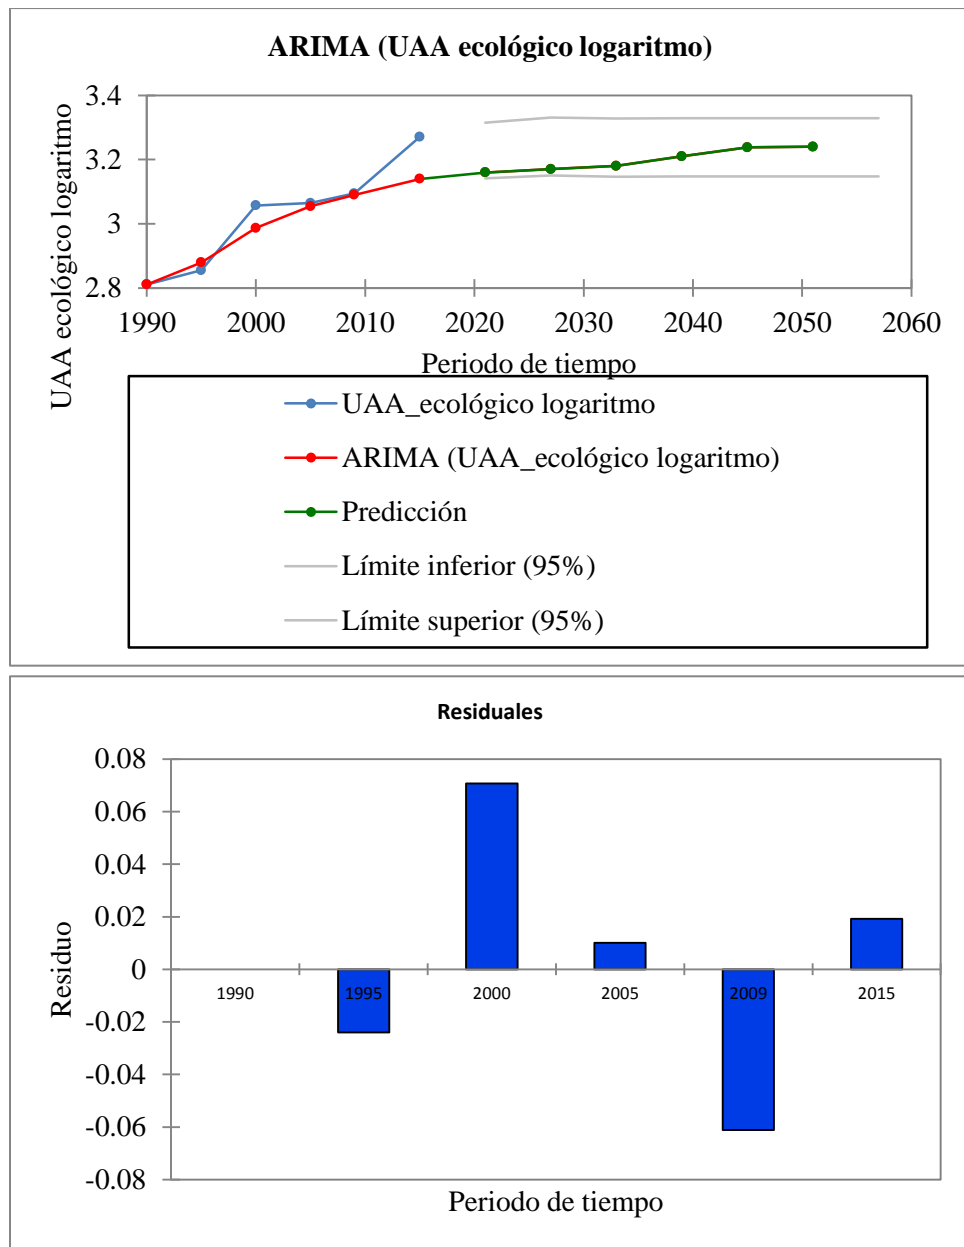 ARIMA (UAA ecológico logaritmo)
UAA ecológico logaritmo
3.4
3.2
3
2.8
1990 2000 2010 2020 2030 2040 2050 2060
Periodo de tiempo
UAA_ecológico logaritmo
ARIMA (UAA_ecológico logaritmo)
Predicción
Límite inferior (95%)
Límite superior (95%)
Residuales
Residuo
0.08
0.06
0.04
0.02
0
-0.02
-0.04
-0.06
-0.08
1990 1995 2000 2005 2009 2015
Periodo de tiempo